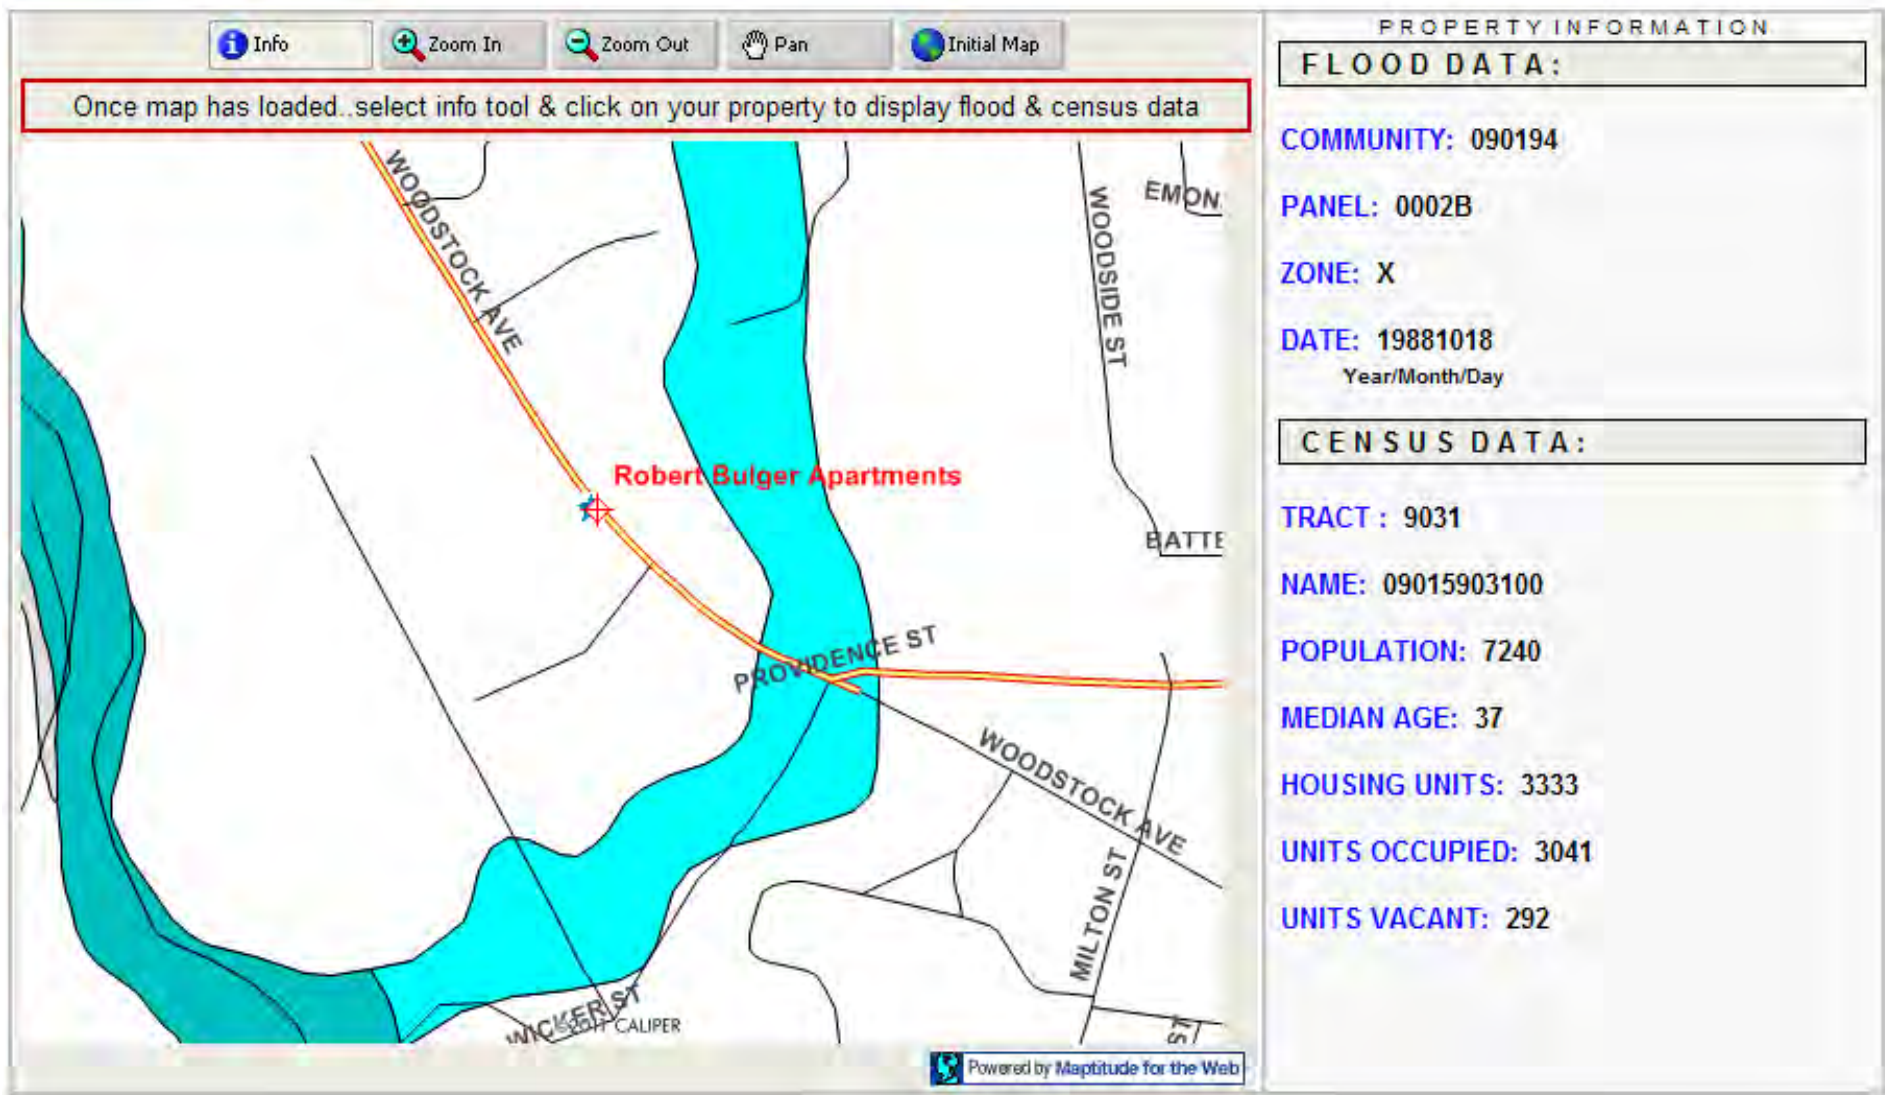 Info
Zoom In
Zoom Out
Pan
Initial Map
Once map has loaded..select info tool & click on your property to display flood & census data
WOODSTOCK AVE
WOODSIDE ST
EMON
Robert Bulger Apartments
BATTE
PROVIDENCE ST
WOODSTOCK AVE
MILTON ST
WICKER ST
©2011 CALIPER
ST
Powered by Maptitude for the Web
PROPERTY INFORMATION
FLOOD DATA:
COMMUNITY: 090194
PANEL: 0002B
ZONE: X
DATE: 19881018
Year/Month/Day
CENSUS DATA:
TRACT : 9031
NAME: 09015903100
POPULATION: 7240
MEDIAN AGE: 37
HOUSING UNITS: 3333
UNITS OCCUPIED: 3041
UNITS VACANT: 292